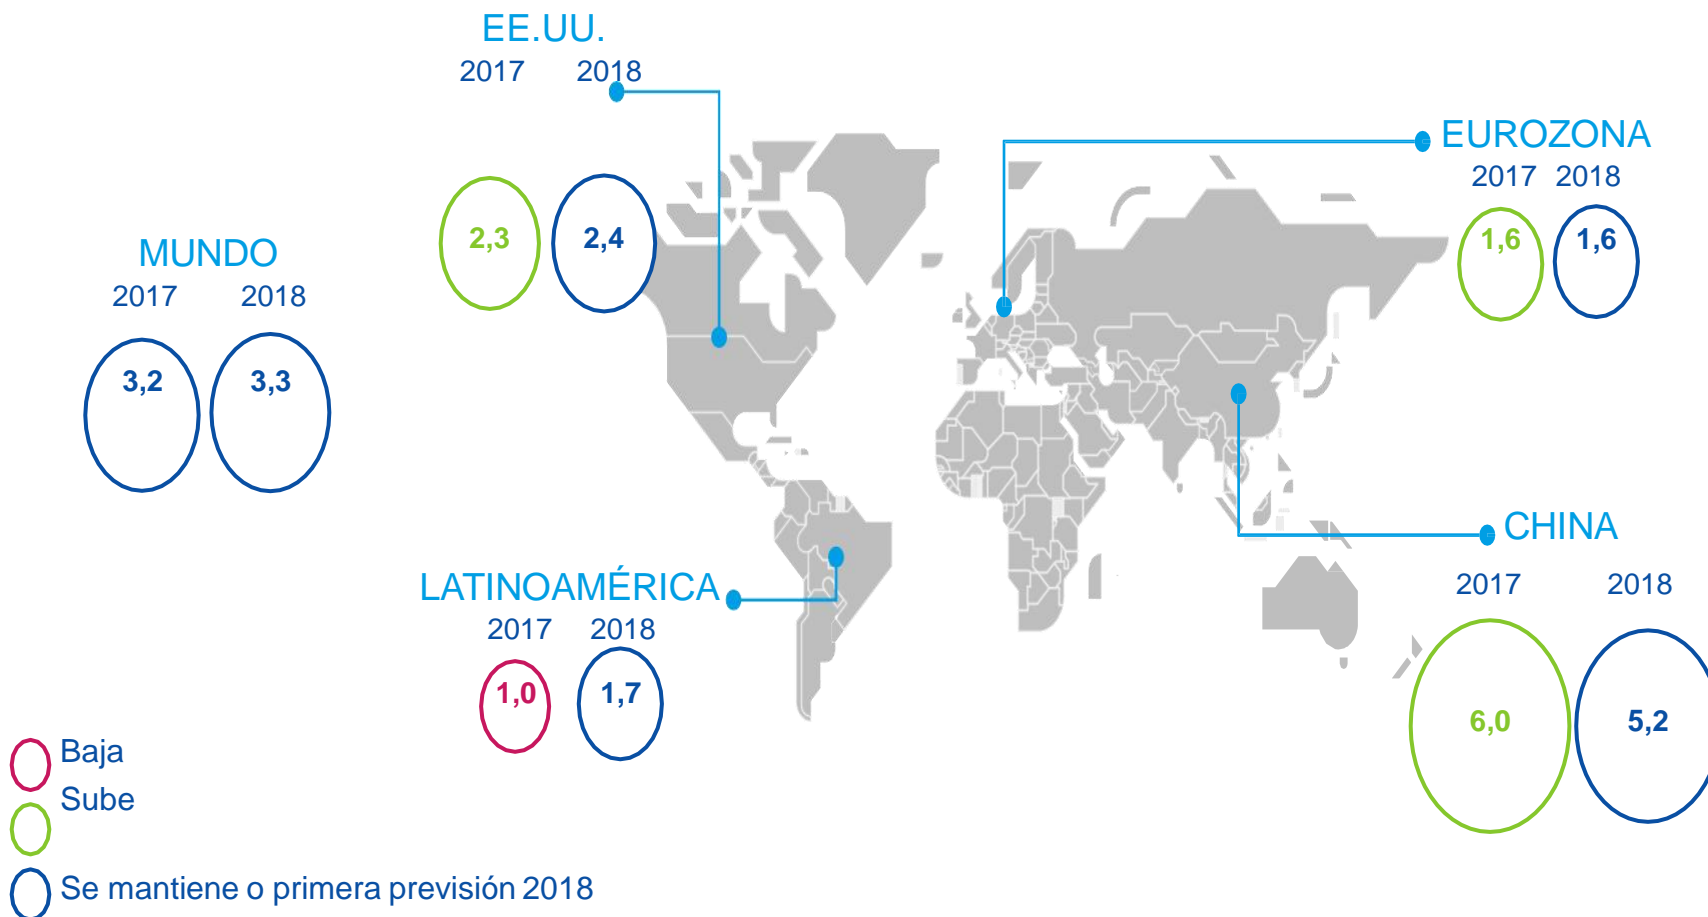 EE.UU.
2017 2018
2,3 2,4
MUNDO
2017 2018
3,2 3,3
EUROZONA
2017 2018
1,6 1,6
LATINOAMÉRICA
2017 2018
1,0 1,7
CHINA
2017 2018
6,0 5,2
Baja
Sube
Se mantiene o primera previsión 2018